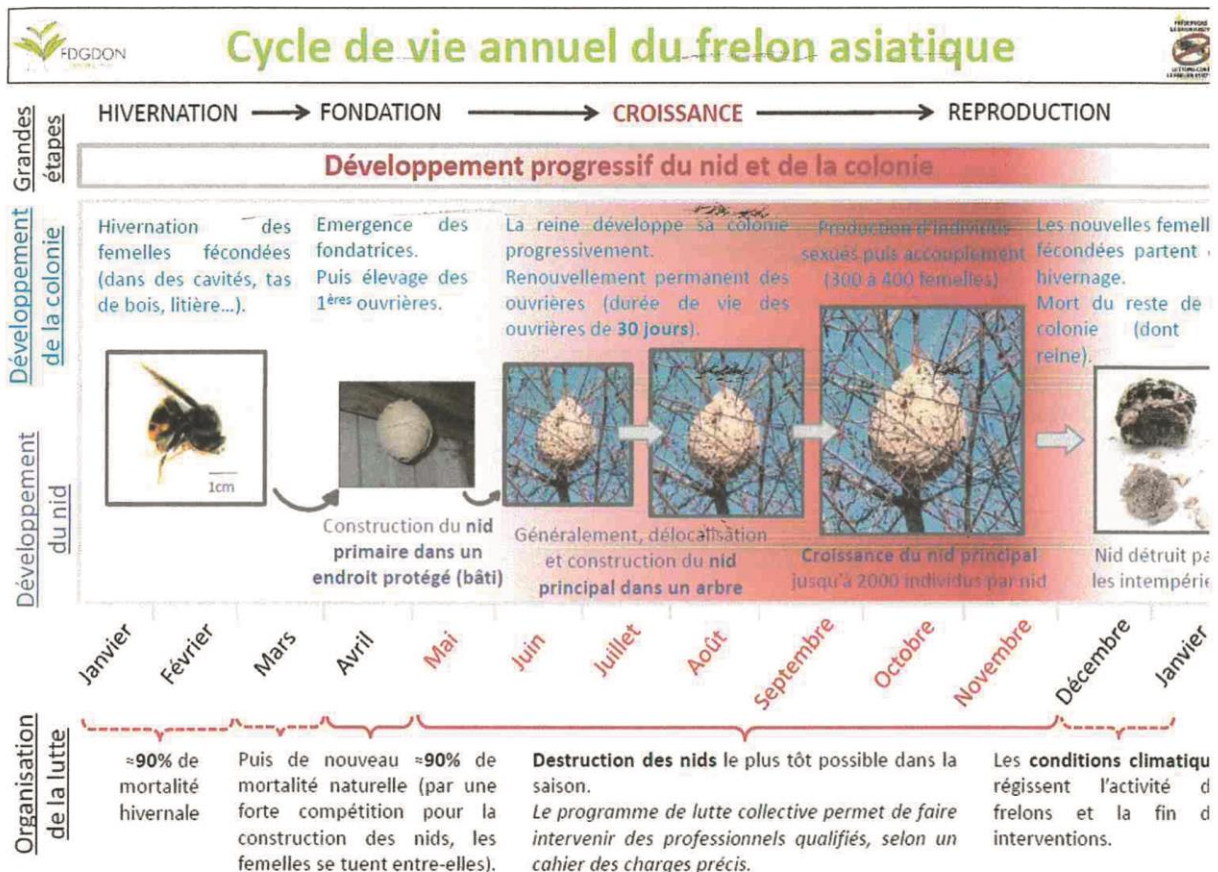 FDGDON
Cycle de vie annuel du frelon asiatique
Grandes
étapes
HIVERNATION
FONDATION
CROISSANCE
REPRODUCTION
Développement progressif du nid et de la colonie
Développement
de la colonie
Hivernation des
femelles fécondées
(dans des cavités, tas
de bois, litière...).
Emergence des
fondatrices.
Puis élevage des
1ères ouvrières.
La reine développe sa colonie
progressivement.
Renouvellement permanent des
ouvrières (durée de vie des
ouvrières de 30 jours).
Production d'individus
sexués puis accouplement
(300 à 400 femelles)
Les nouvelles femell
fécondées partent
hivernage.
Mort du reste de
colonie (dont
reine).
Développement
du nid
1cm
Construction du nid
primaire dans un
endroit protégé (bâti)
Généralement, délocalisation
et construction du nid
principal dans un arbre
Croissance du nid principal
jusqu'à 2000 individus par nid
Nid détruit pa
les intempérie
Janvier
Février
Mars
Avril
Mai
Juin
Juillet
Août
Septembre
Octobre
Novembre
Décembre
Janvier
Organisation
de la lutte
≈90% de
mortalité
hivernale
Puis de nouveau ≈90% de
mortalité naturelle (par une
forte compétition pour la
construction des nids, les
femelles se tuent entre-elles).
Destruction des nids le plus tôt possible dans la
saison.
Le programme de lutte collective permet de faire
intervenir des professionnels qualifiés, selon un
cahier des charges précis.
Les conditions climatiqu
régissent l'activité d
frelons et la fin d
interventions.